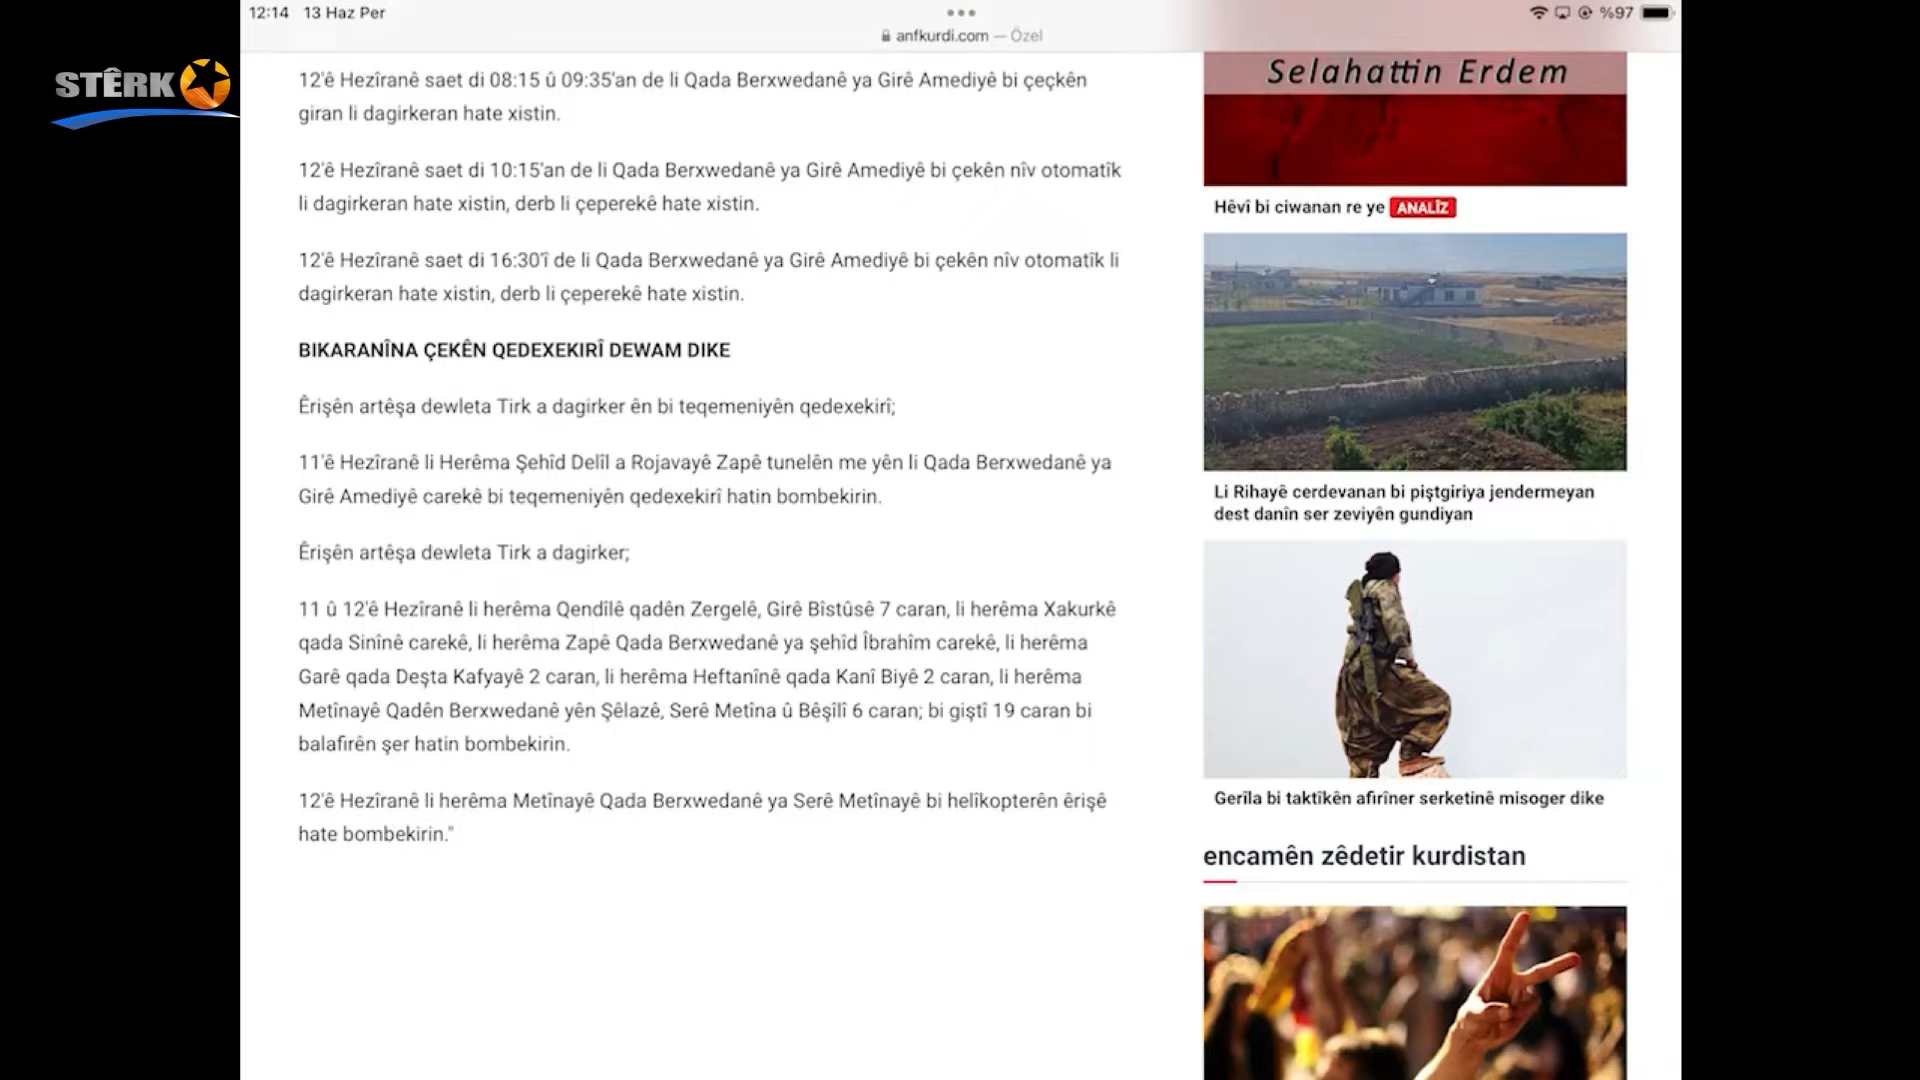 12:14 13 Haz Per
%97
anfkurdi.com — Özel
STÊRK
12'ê Hezîranê saet di 08:15 û 09:35'an de li Qada Berxwedanê ya Girê Amediyê bi çeçkên
giran li dagirkeran hate xistin.
12'ê Hezîranê saet di 10:15'an de li Qada Berxwedanê ya Girê Amediyê bi çekên nîv otomatîk
li dagirkeran hate xistin, derb li çeperekê hate xistin.
12'ê Hezîranê saet di 16:30'î de li Qada Berxwedanê ya Girê Amediyê bi çekên nîv otomatîk li
dagirkeran hate xistin, derb li çeperekê hate xistin.
BIKARANÎNA ÇEKÊN QEDEXEKIRÎ DEWAM DIKE
Êrişên artêşa dewleta Tirk a dagirker ên bi teqemeniyên qedexekirî;
11'ê Hezîranê li Herêma Şehîd Delîl a Rojavayê Zapê tunelên me yên li Qada Berxwedanê ya
Girê Amediyê carekê bi teqemeniyên qedexekirî hatin bombekirin.
Êrişên artêşa dewleta Tirk a dagirker;
11 û 12'ê Hezîranê li herêma Qendîlê qadên Zergelê, Girê Bîstûsê 7 caran, li herêma Xakurkê
qada Sinînê carekê, li herêma Zapê Qada Berxwedanê ya şehîd Îbrahîm carekê, li herêma
Garê qada Deşta Kafyayê 2 caran, li herêma Heftanînê qada Kanî Biyê 2 caran, li herêma
Metînayê Qadên Berxwedanê yên Şêlazê, Serê Metîna û Bêşîlî 6 caran; bi giştî 19 caran bi
balafirên şer hatin bombekirin.
12'ê Hezîranê li herêma Metînayê Qada Berxwedanê ya Serê Metînayê bi helîkopterên êrişê
hate bombekirin."
Selahattin Erdem
Hêvî bi ciwanan re ye ANALÎZ
Li Rihayê cerdevanan bi piştgiriya jendermeyan
dest danîn ser zeviyên gundiyan
Gerîla bi taktîkên afirîner serketinê misoger dike
encamên zêdetir kurdistan